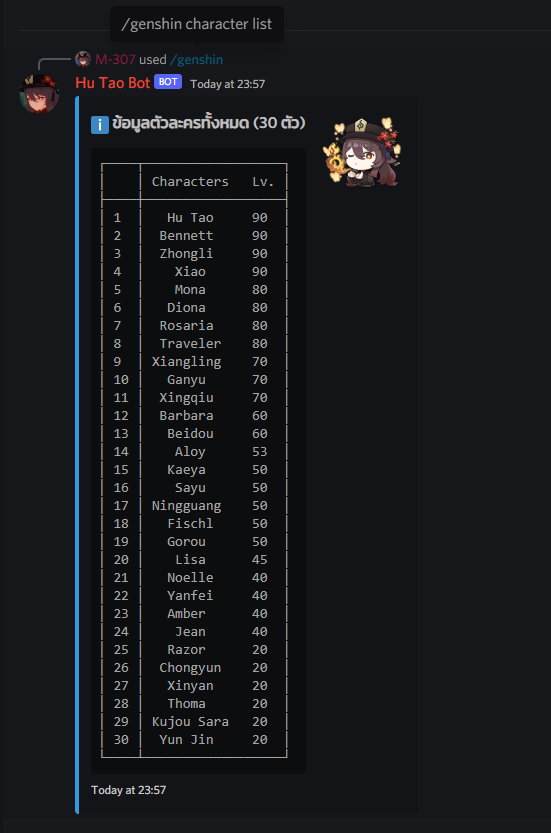 /genshin character list
M-307 used /genshin
Hu Tao Bot BOT Today at 23:57
i ข้อมูลตัวละครทั้งหมด (30 ตัว)
Characters Lv.
1 Hu Tao 90
2 Bennett 90
3 Zhongli 90
4 Xiao 90
5 Mona 80
6 Diona 80
7 Rosaria 80
8 Traveler 80
9 Xiangling 70
10 Ganyu 70
11 Xingqiu 70
12 Barbara 60
13 Beidou 60
14 Aloy 53
15 Kaeya 50
16 Sayu 50
17 Ningguang 50
18 Fischl 50
19 Gorou 50
20 Lisa 45
21 Noelle 40
22 Yanfei 40
23 Amber 40
24 Jean 40
25 Razor 20
26 Chongyun 20
27 Xinyan 20
28 Thoma 20
29 Kujou Sara 20
30 Yun Jin 20
Today at 23:57